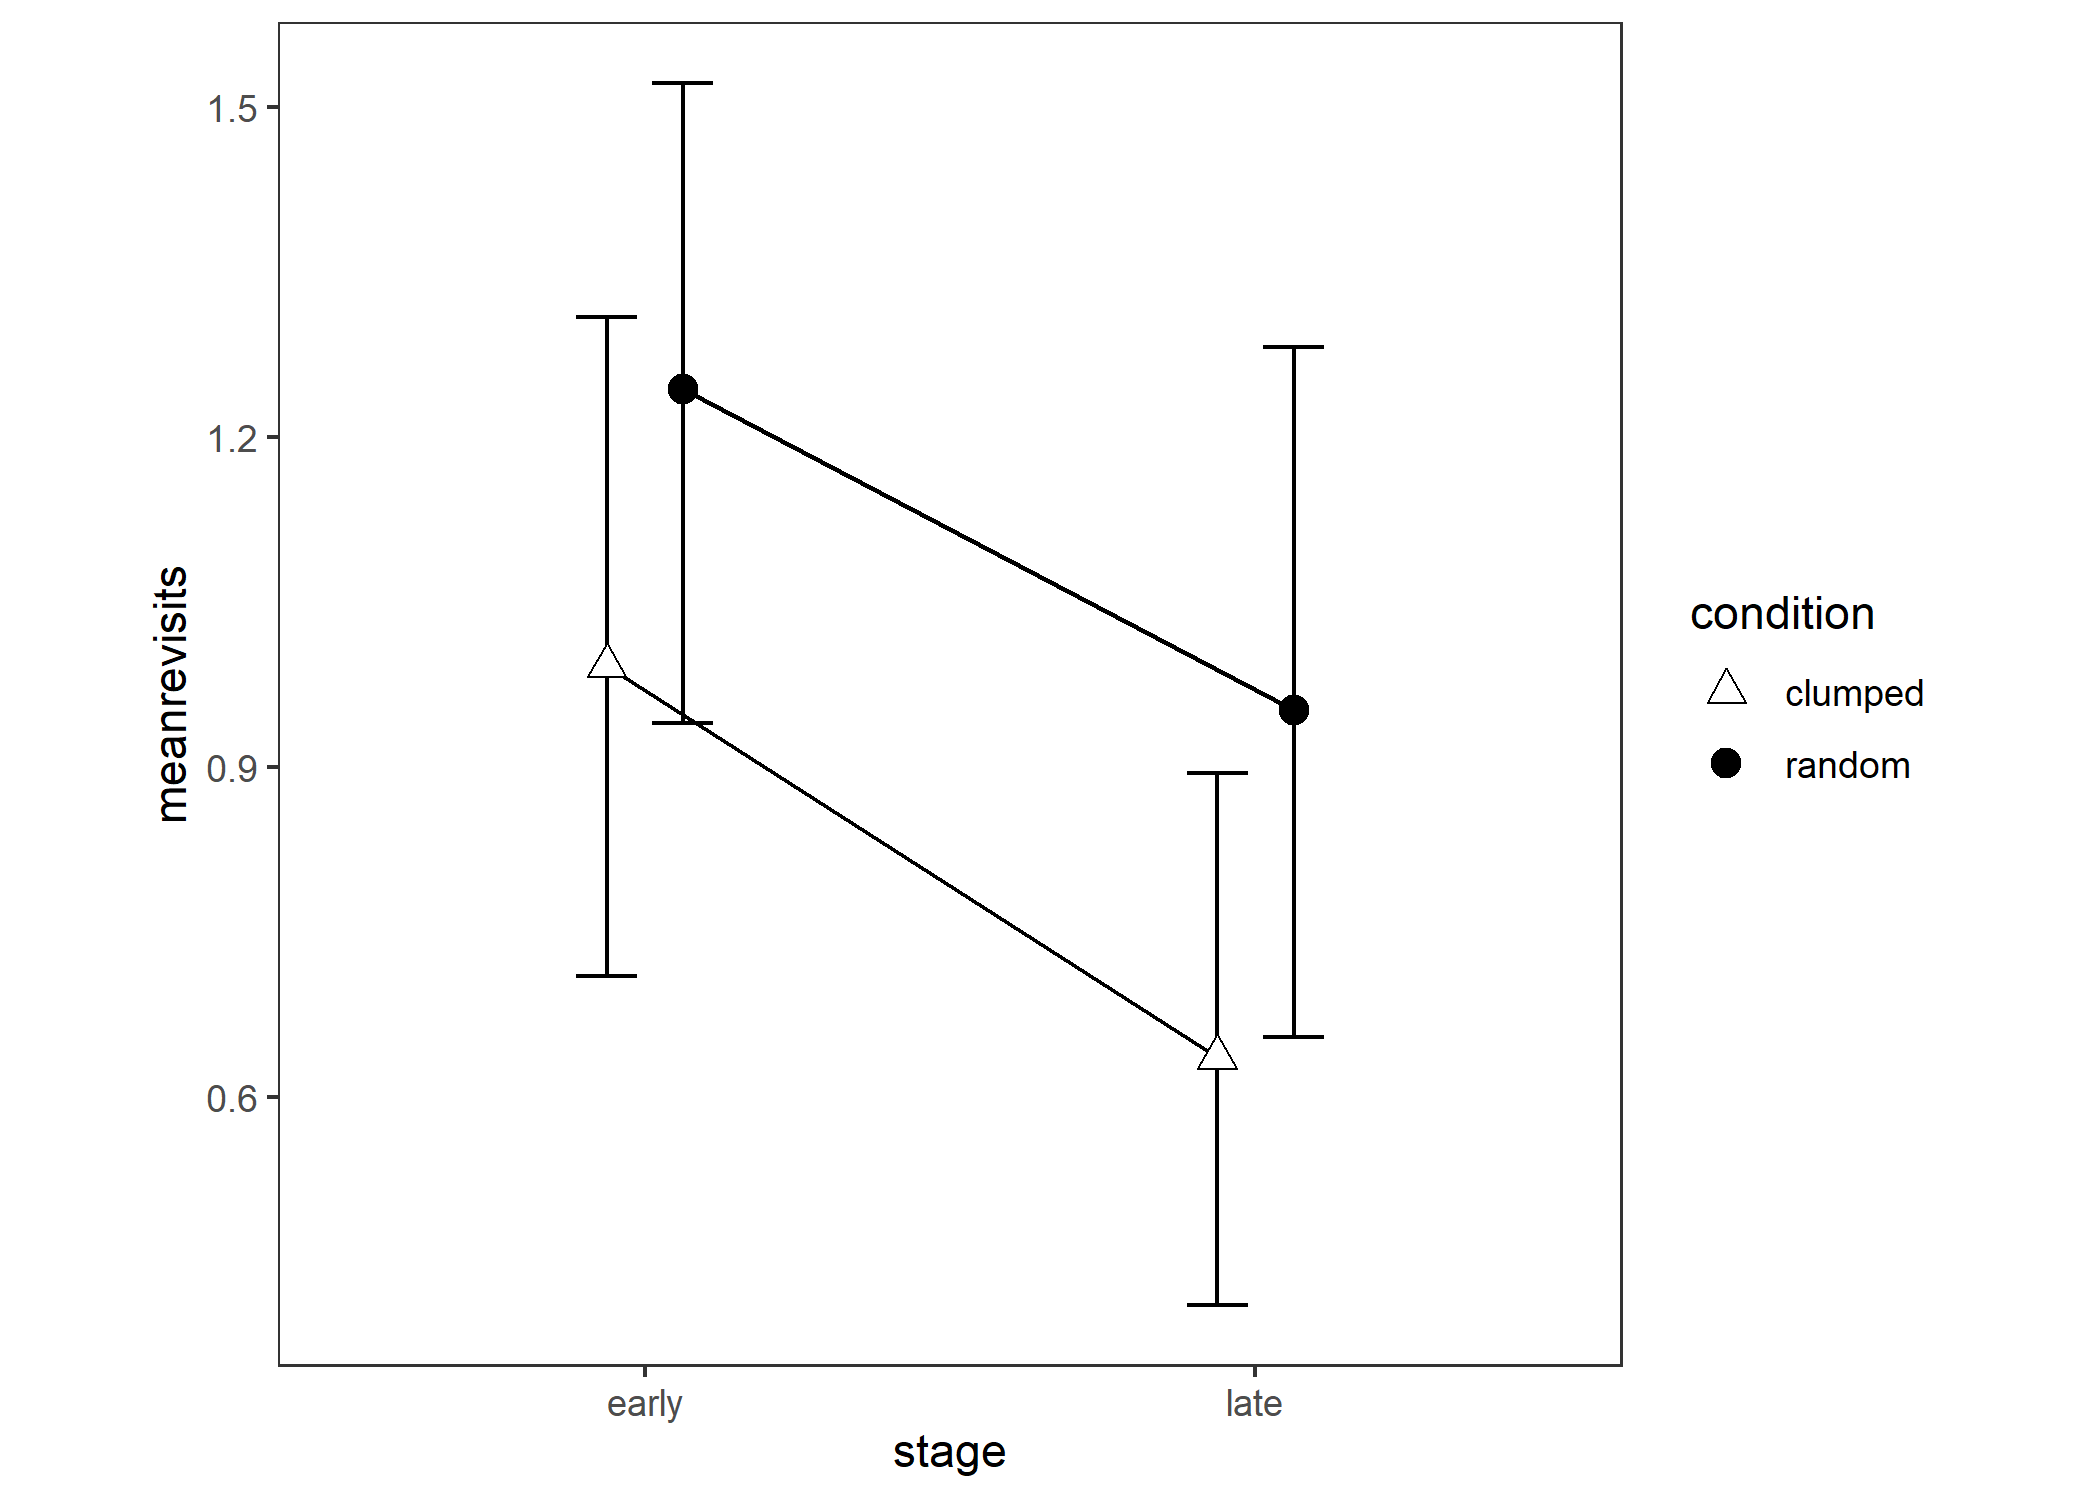 1.5
1.2
0.9
0.6
meanrevisits
early
late
stage
condition
clumped
random